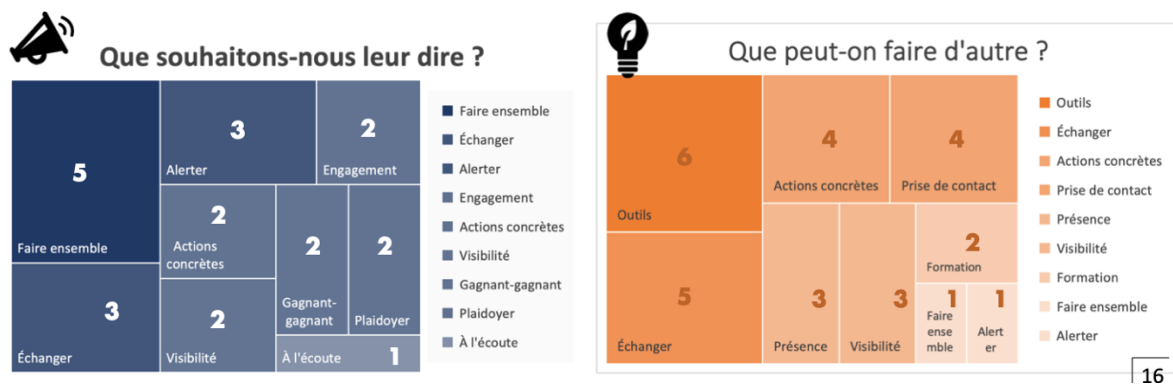 Que souhaitons-nous leur dire ?
5
Faire ensemble
3
Échanger
3
Alerter
2
Engagement
2
Actions
concrètes
2
Visibilité
2
Gagnant-
gagnant
2
Plaidoyer
À l'écoute
1
Faire ensemble
Échanger
Alerter
Engagement
Actions concrètes
Visibilité
Gagnant-gagnant
Plaidoyer
À l'écoute
Que peut-on faire d'autre ?
6
Outils
5
Échanger
4
Actions concrètes
4
Prise de contact
3
Présence
3
Visibilité
2
Formation
1
Faire
ense
mble
1
Alert
er
Outils
Échanger
Actions concrètes
Prise de contact
Présence
Visibilité
Formation
Faire ensemble
Alerter
16